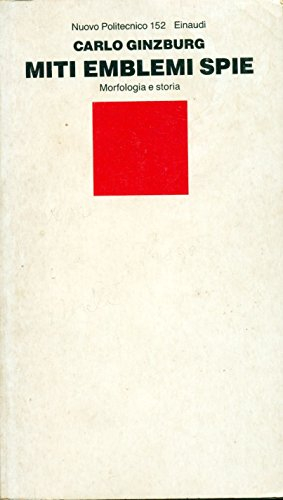 Nuovo Politecnico 152 Einaudi
CARLO GINZBURG
MITI EMBLEMI SPIE
Morfologia e storia